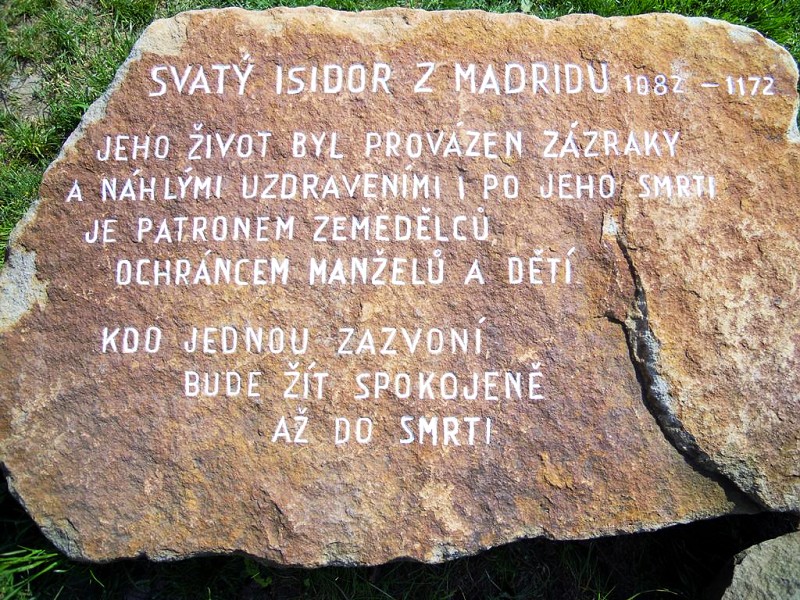 SVATÝ ISIDOR Z MADRIDU 1082 – 1172
JEHO ŽIVOT BYL PROVÁZEN ZÁZRAKY
A NÁHLÝMI UZDRAVENÍMI I PO JEHO SMRTI
JE PATRONEM ZEMEDĚLCŮ,
OCHRÁNCEM MANŽELŮ A DĚTÍ
KDO JEDNOU ZAZVONÍ,
BUDE ŽÍT SPOKOJENĚ
AŽ DO SMRTI